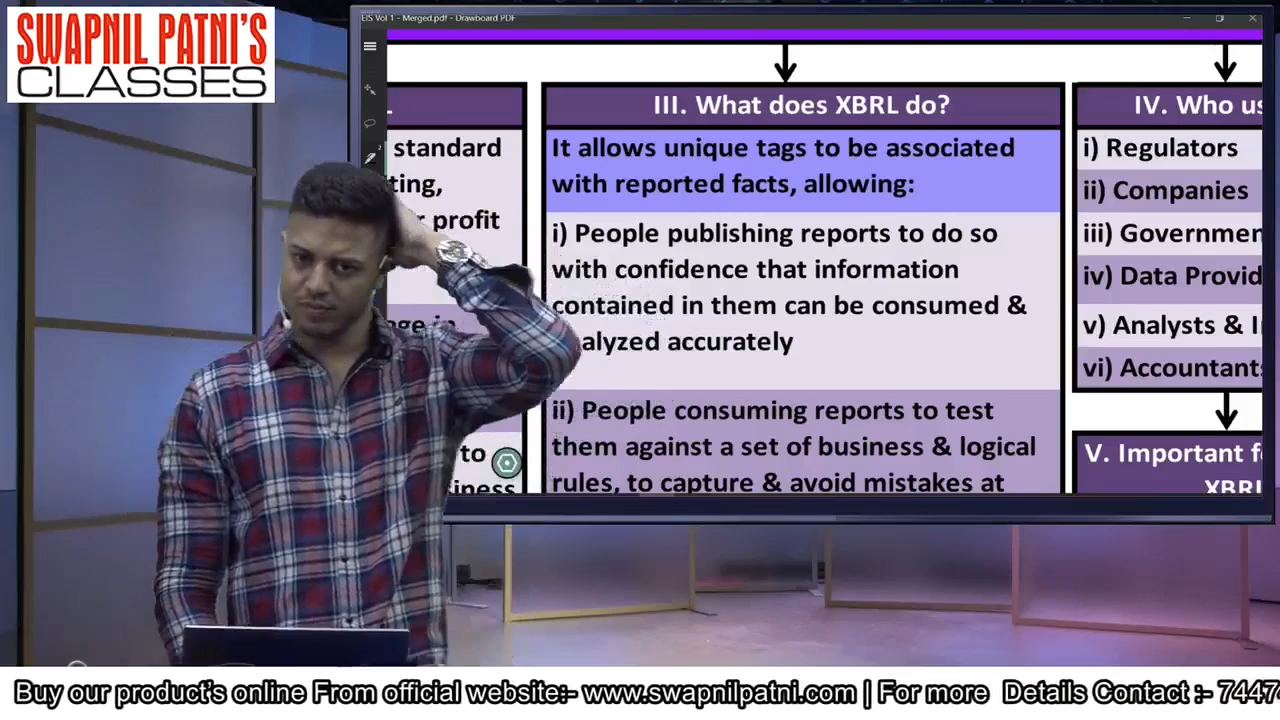 SWAPNIL PATNI'S
CLASSES
EIS Vol 1 - Merged.pdf - Drawboard PDF
standard
profit
to
III. What does XBRL do?
It allows unique tags to be associated
with reported facts, allowing:
i) People publishing reports to do so
with confidence that information
contained in them can be consumed &
alyzed accurately
ii) People consuming reports to test
them against a set of business & logical
rules, to capture & avoid mistakes at
IV. Who us
i) Regulators
ii) Companies
iii) Governmen
iv) Data Provid
v) Analysts & I
vi) Accountant
V. Important f
XBRL
Buy our product's online From official website:- www.swapnilpatni.com | For more Details Contact :- 7447